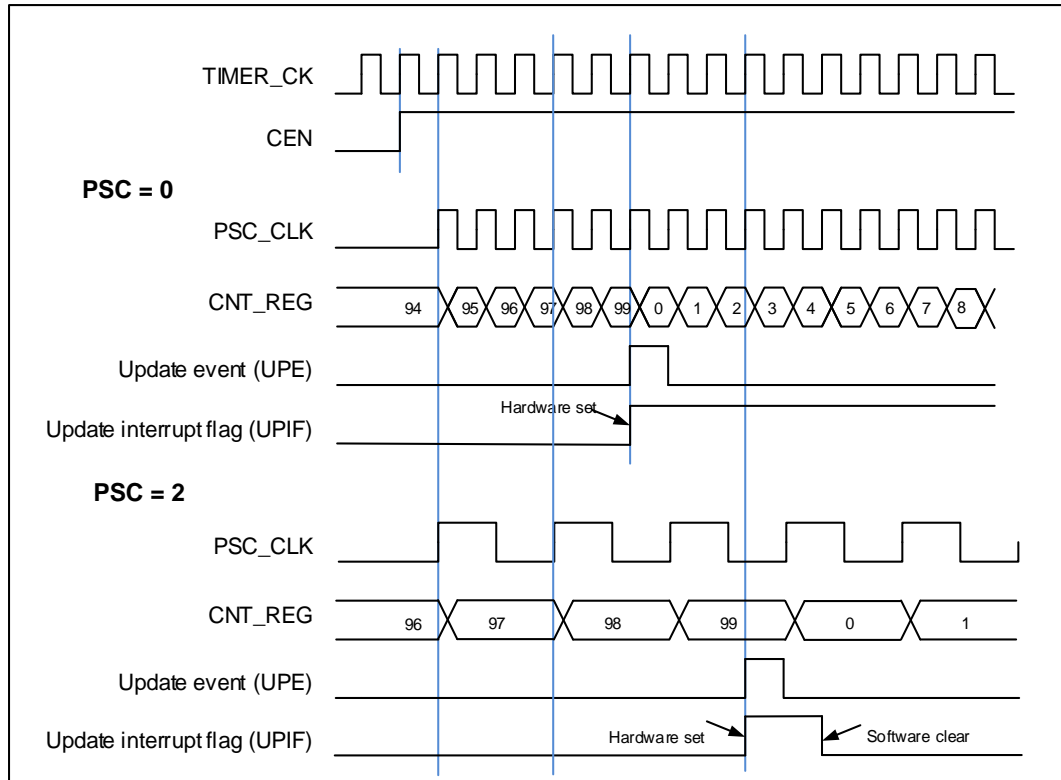 TIMER_CK
CEN
PSC = 0
PSC_CLK
CNT_REG 94 95 96 97 98 99 0 1 2 3 4 5 6 7 8
Update event (UPE)
Hardware set
Update interrupt flag (UPIF)
PSC = 2
PSC_CLK
CNT_REG 96 97 98 99 0 1
Update event (UPE)
Update interrupt flag (UPIF) Hardware set Software clear